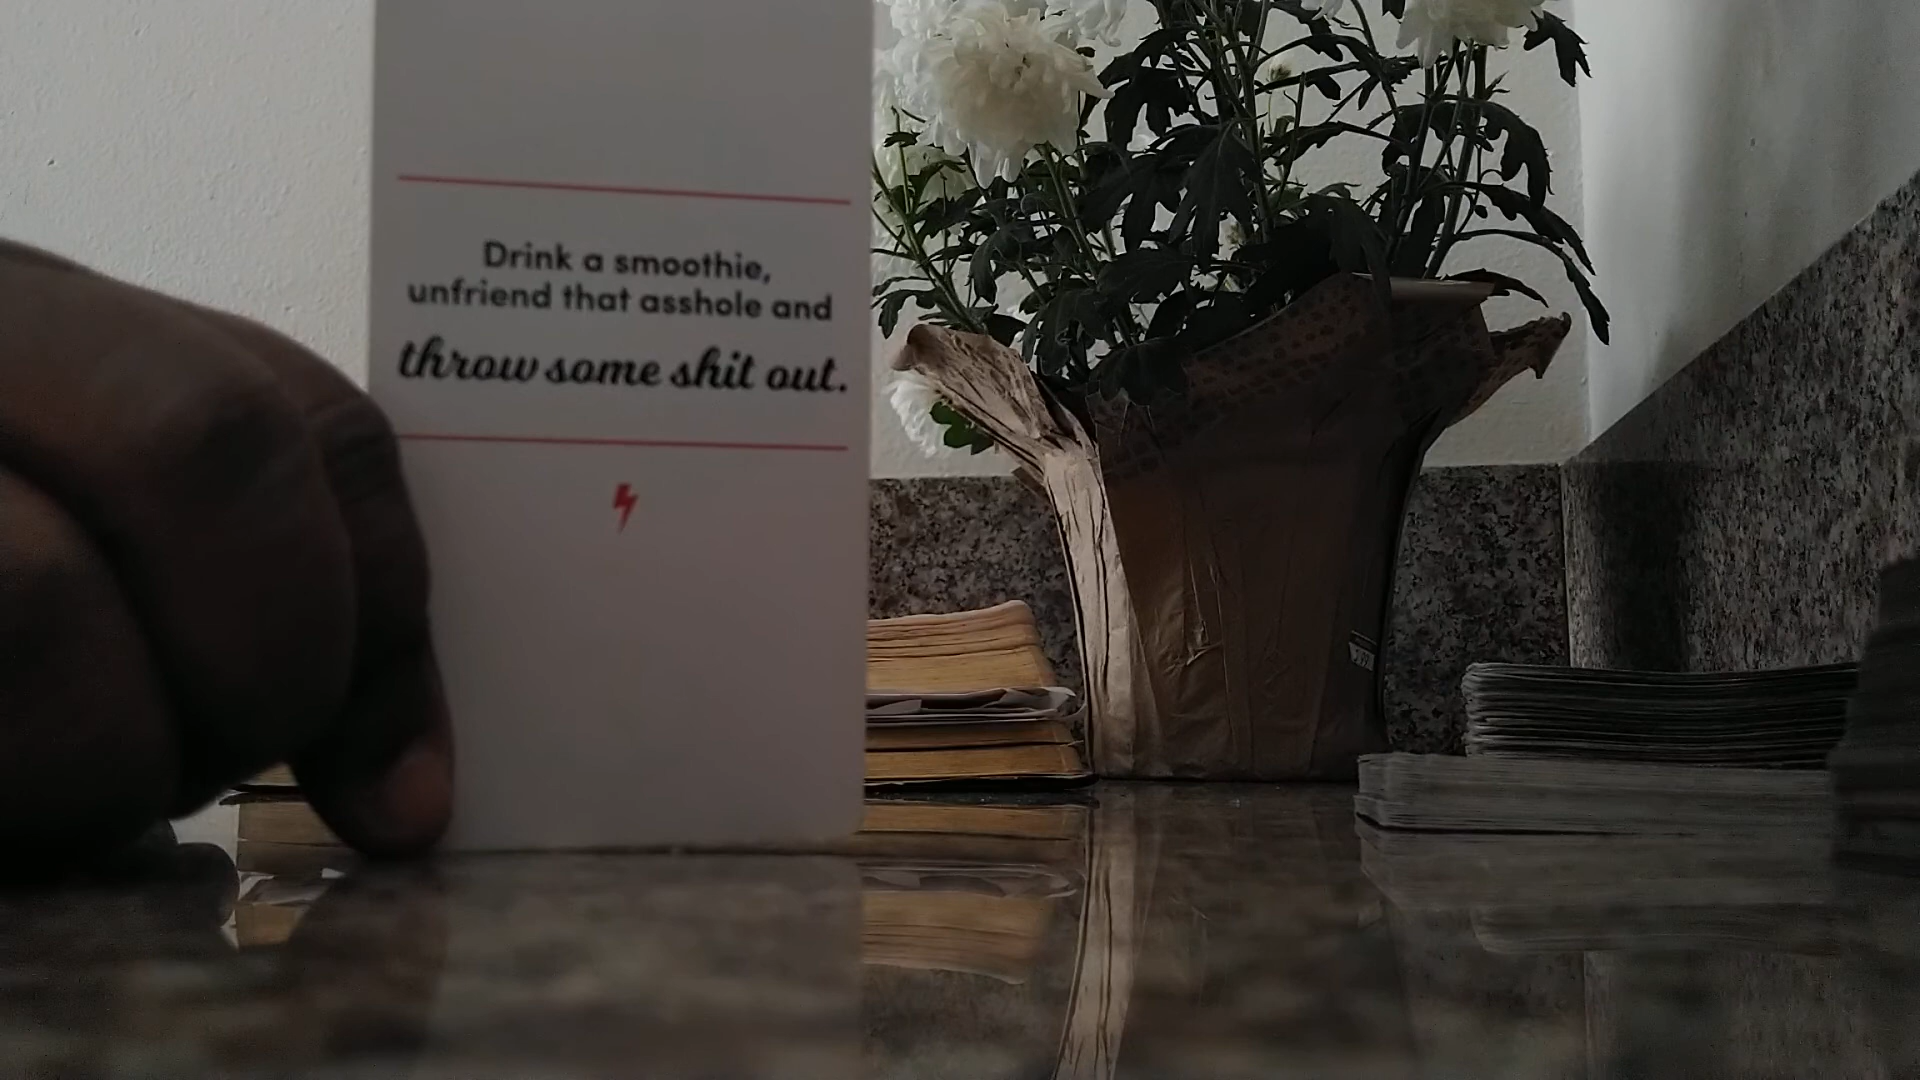 Drink a smoothie,
unfriend that asshole and
throw some shit out.